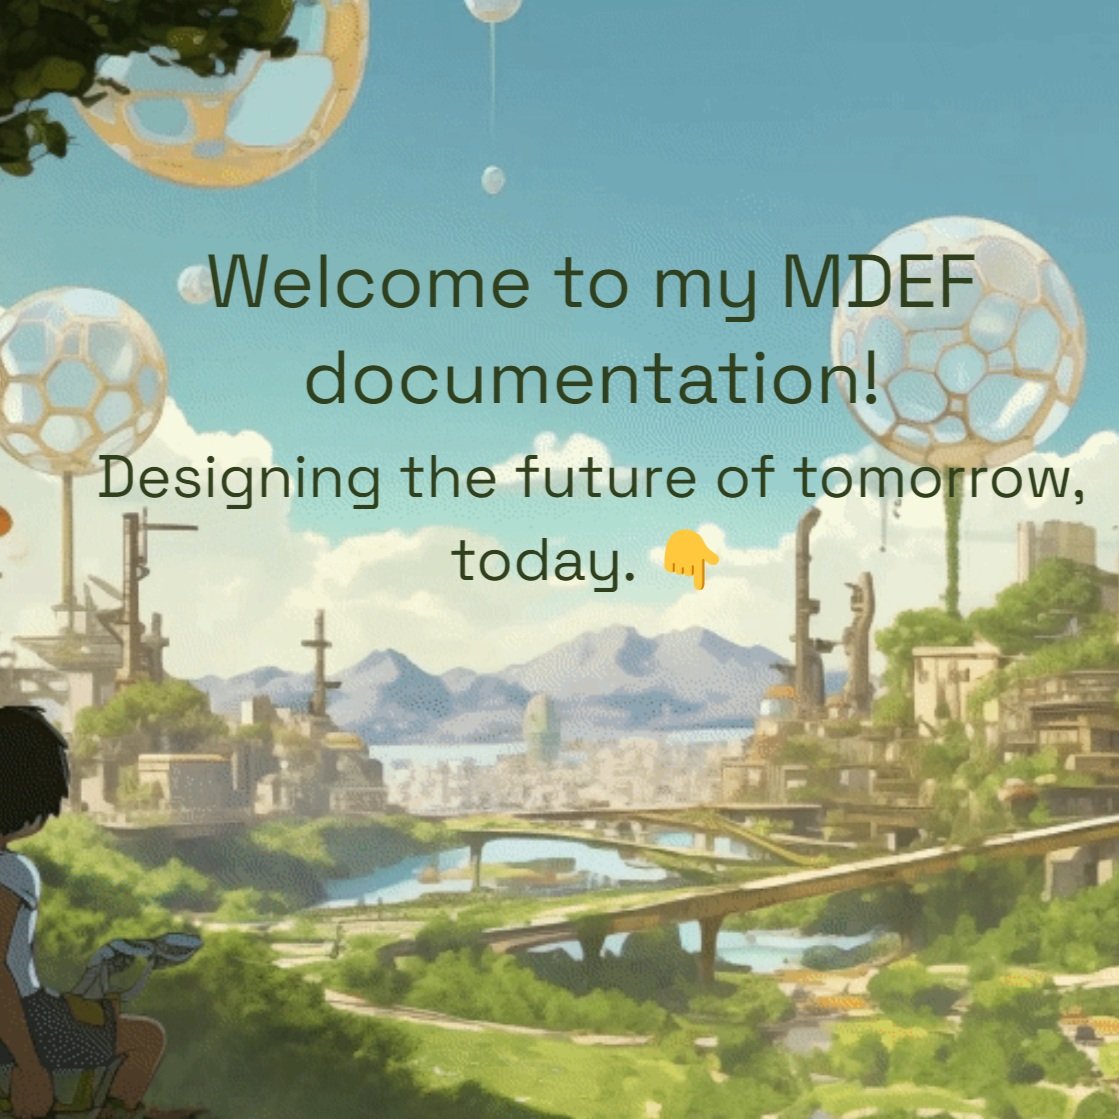 Welcome to my MDEF
documentation!
Designing the future of tomorrow,
today. 👇